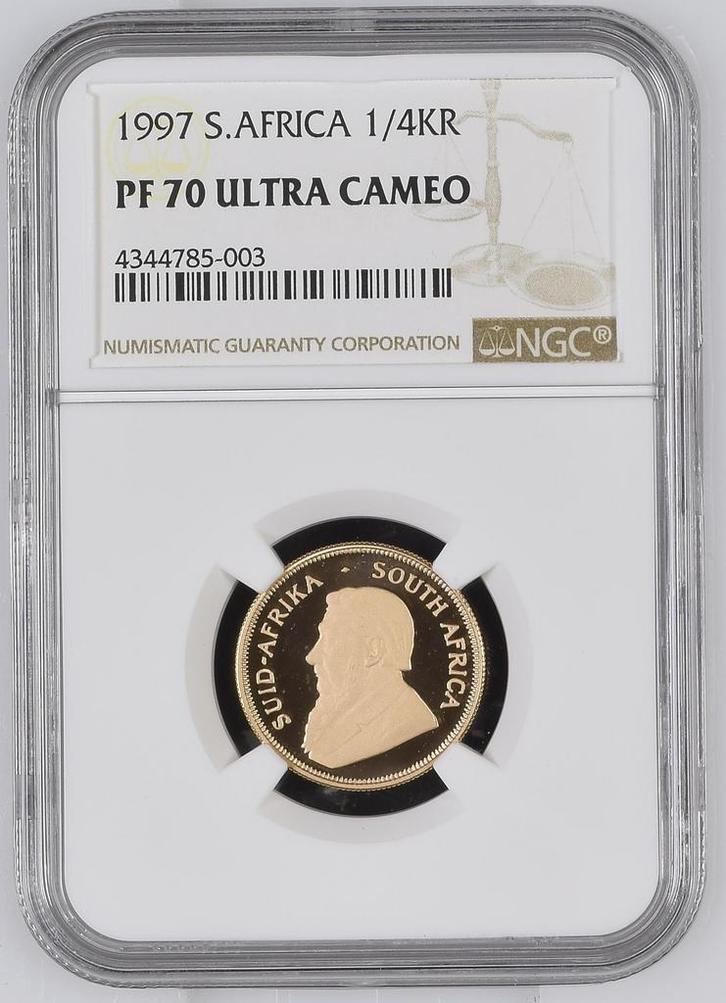 1997 S.AFRICA 1/4KR
PF 70 ULTRA CAMEO
4344785-003
NUMISMATIC GUARANTY CORPORATION
NGC®
SUID-AFRIKA · SOUTH AFRICA